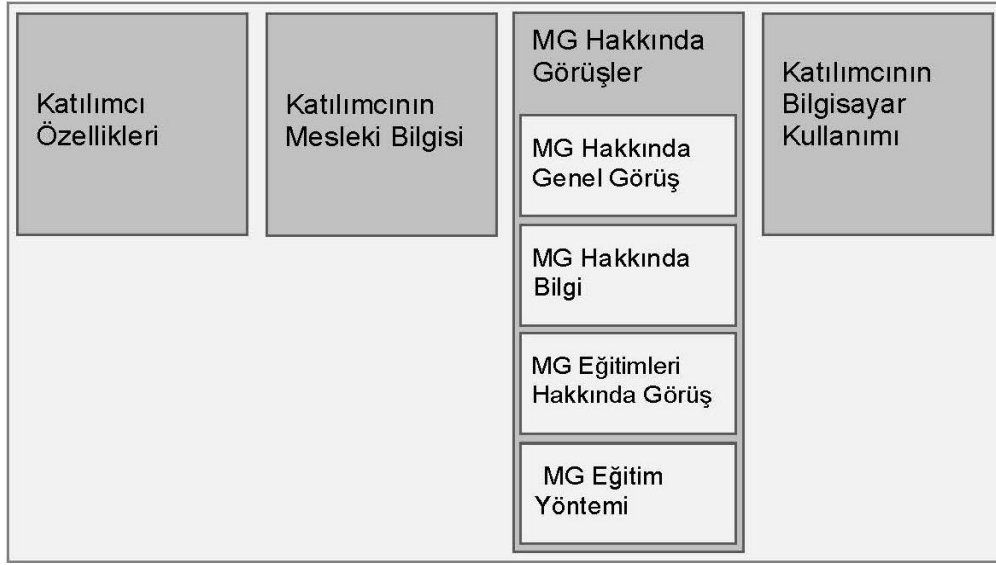 Katılımcı
Özellikleri
Katılımcının
Mesleki Bilgisi
MG Hakkında
Görüşler
MG Hakkında
Genel Görüş
MG Hakkında
Bilgi
MG Eğitimleri
Hakkında Görüş
MG Eğitim
Yöntemi
Katılımcının
Bilgisayar
Kullanımı